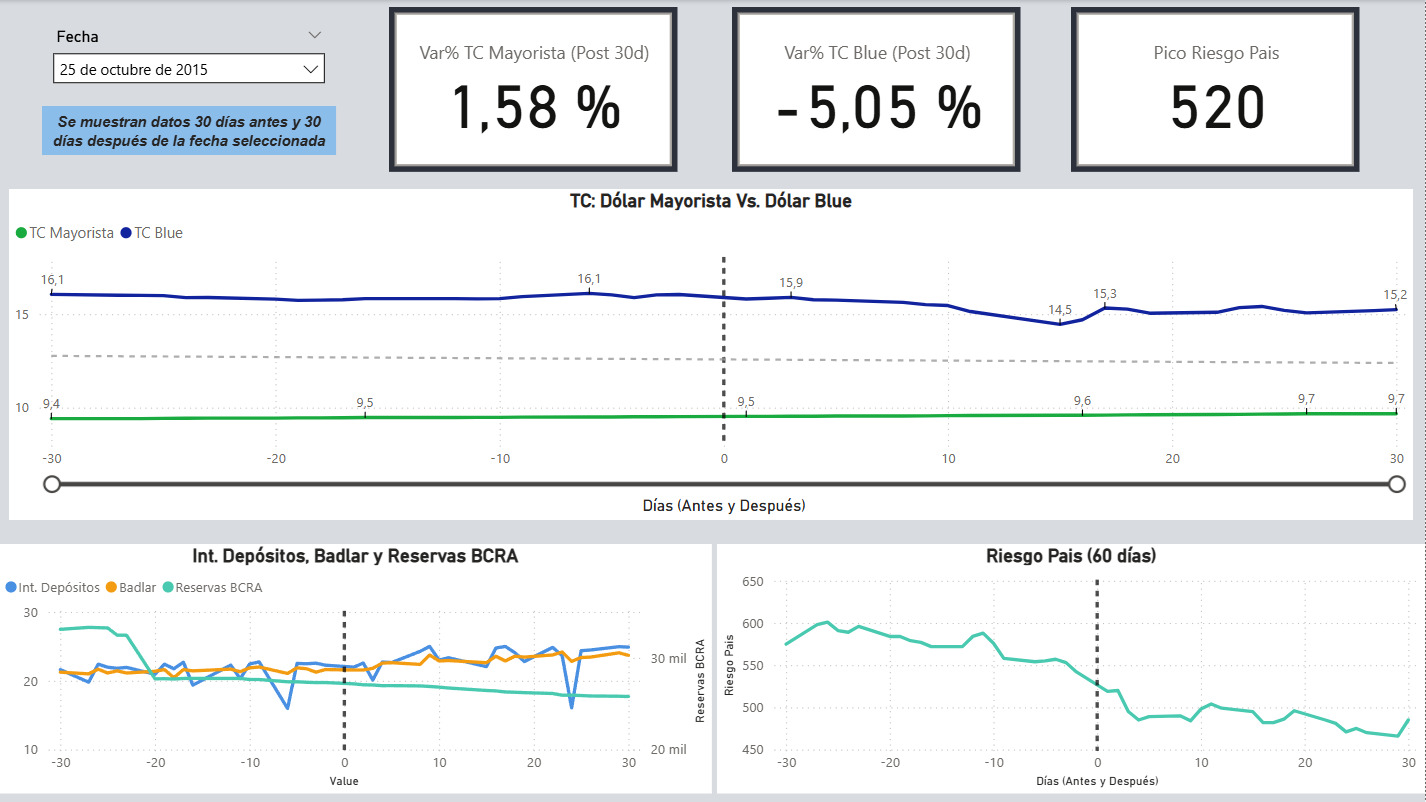 Fecha
25 de octubre de 2015
Se muestran datos 30 días antes y 30
días después de la fecha seleccionada
Var% TC Mayorista (Post 30d)
1,58 %
Var% TC Blue (Post 30d)
-5,05 %
Pico Riesgo Pais
520
TC: Dólar Mayorista Vs. Dólar Blue
TC Mayorista TC Blue
16,1 16,1 15,9 14,5 15,3 15,2
15
10
9,4 9,5 9,5 9,6 9,7 9,7
-30 -20 -10 0 10 20 30
Días (Antes y Después)
Int. Depósitos, Badlar y Reservas BCRA
Int. Depósitos Badlar Reservas BCRA
30
20
10
30 mil
20 mil
Reservas BCRA
-30 -20 -10 0 10 20 30
Value
Riesgo Pais (60 días)
Riesgo Pais
650
600
550
500
450
-30 -20 -10 0 10 20 30
Días (Antes y Después)